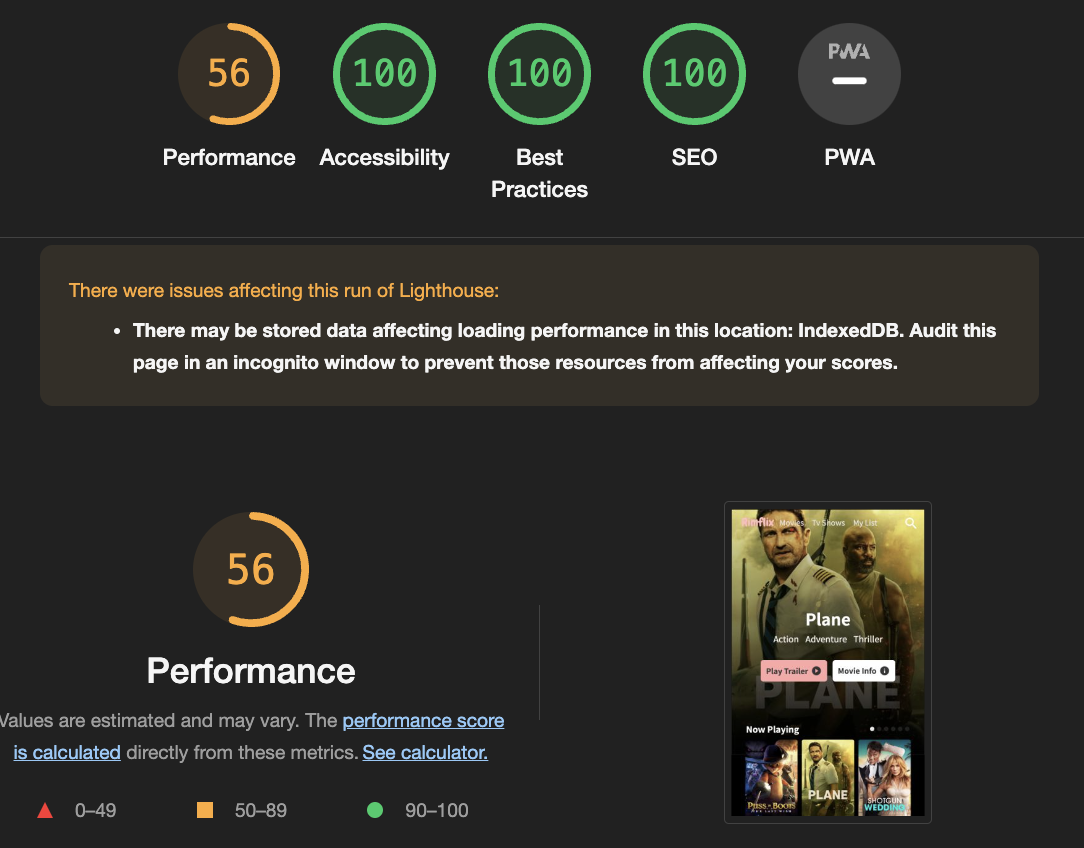 56
100
100
100
PWA
Performance
Accessibility
Best
Practices
SEO
PWA
There were issues affecting this run of Lighthouse:
• There may be stored data affecting loading performance in this location: IndexedDB. Audit this
page in an incognito window to prevent those resources from affecting your scores.
56
Performance
Values are estimated and may vary. The performance score
is calculated directly from these metrics. See calculator.
0–49
50–89
90–100
Movies Tv Shows My List
Plane
Action Adventure Thriller
Play Trailer
Movie Info
PLANE
Now Playing
PUSS IN BOOTS
PLANE
SHOTGUN
WEDDING